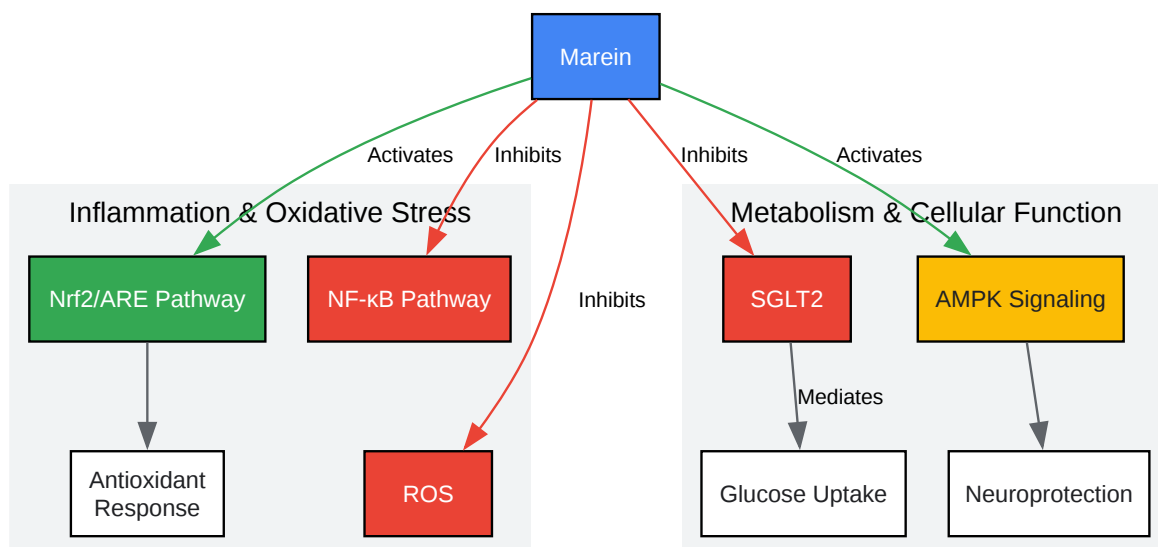 Marein
Activates
Inhibits
Inhibits
Activates
Inflammation & Oxidative Stress
Metabolism & Cellular Function
Nrf2/ARE Pathway
NF-κB Pathway
Inhibits
SGLT2
AMPK Signaling
Mediates
Antioxidant
Response
ROS
Glucose Uptake
Neuroprotection